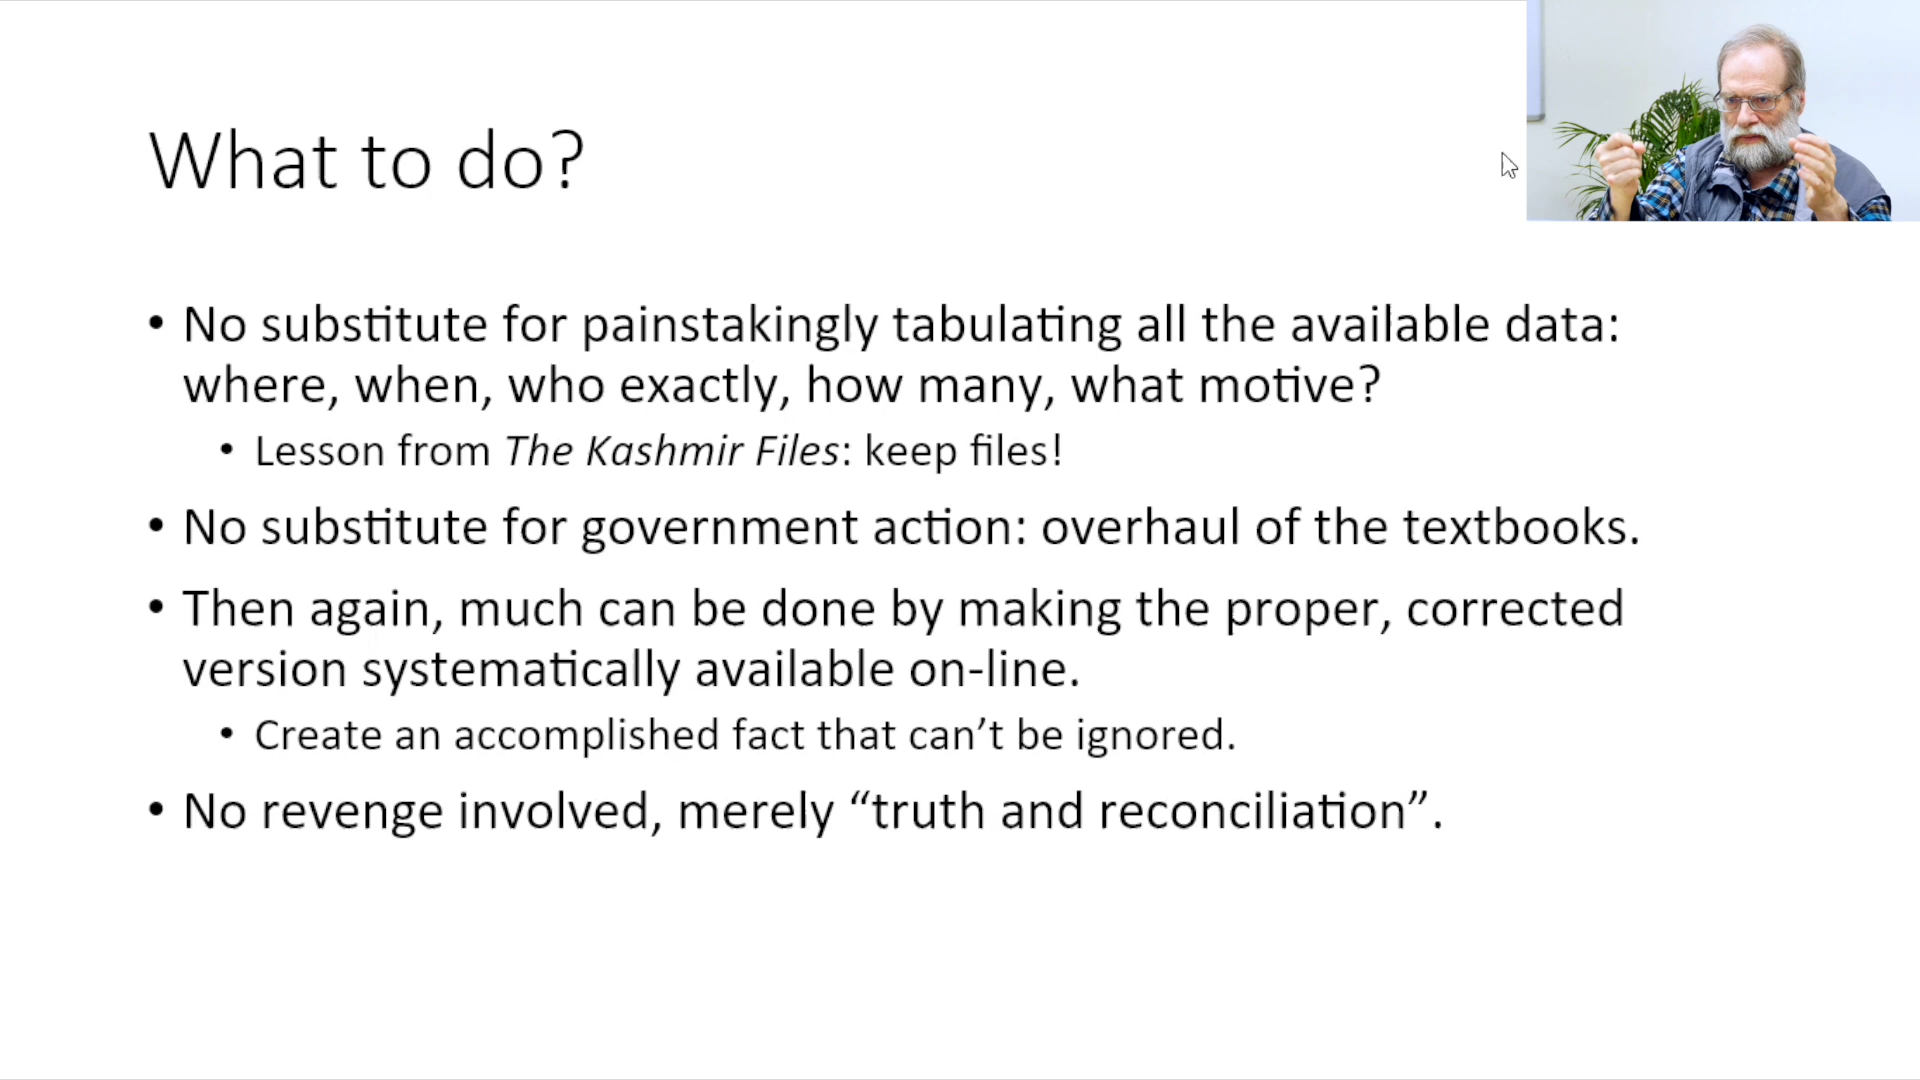 What to do?
• No substitute for painstakingly tabulating all the available data:
where, when, who exactly, how many, what motive?
• Lesson from The Kashmir Files: keep files!
• No substitute for government action: overhaul of the textbooks.
• Then again, much can be done by making the proper, corrected
version systematically available on-line.
• Create an accomplished fact that can’t be ignored.
• No revenge involved, merely “truth and reconciliation”.